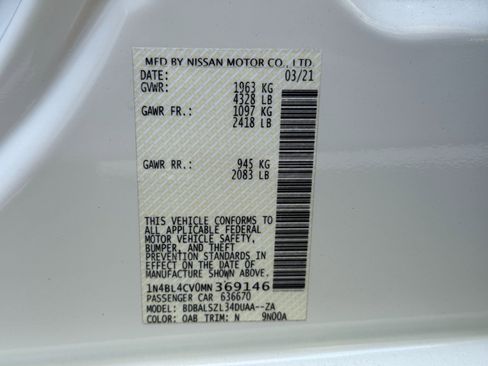 MFD BY NISSAN MOTOR CO., LTD.
DATE: 03/21
GVWR: 1963 KG
4328 LB
GAWR FR.: 1097 KG
2418 LB
GAWR RR.: 945 KG
2083 LB
THIS VEHICLE CONFORMS TO
ALL APPLICABLE FEDERAL
MOTOR VEHICLE SAFETY,
BUMPER, AND THEFT
PREVENTION STANDARDS IN
EFFECT ON THE DATE OF
MANUFACTURE SHOWN ABOVE.
1N4BL4CV0MN369146
PASSENGER CAR 636670
MODEL: BDBALSZL34DUAA--ZA
COLOR: QAB TRIM: N 9N00A